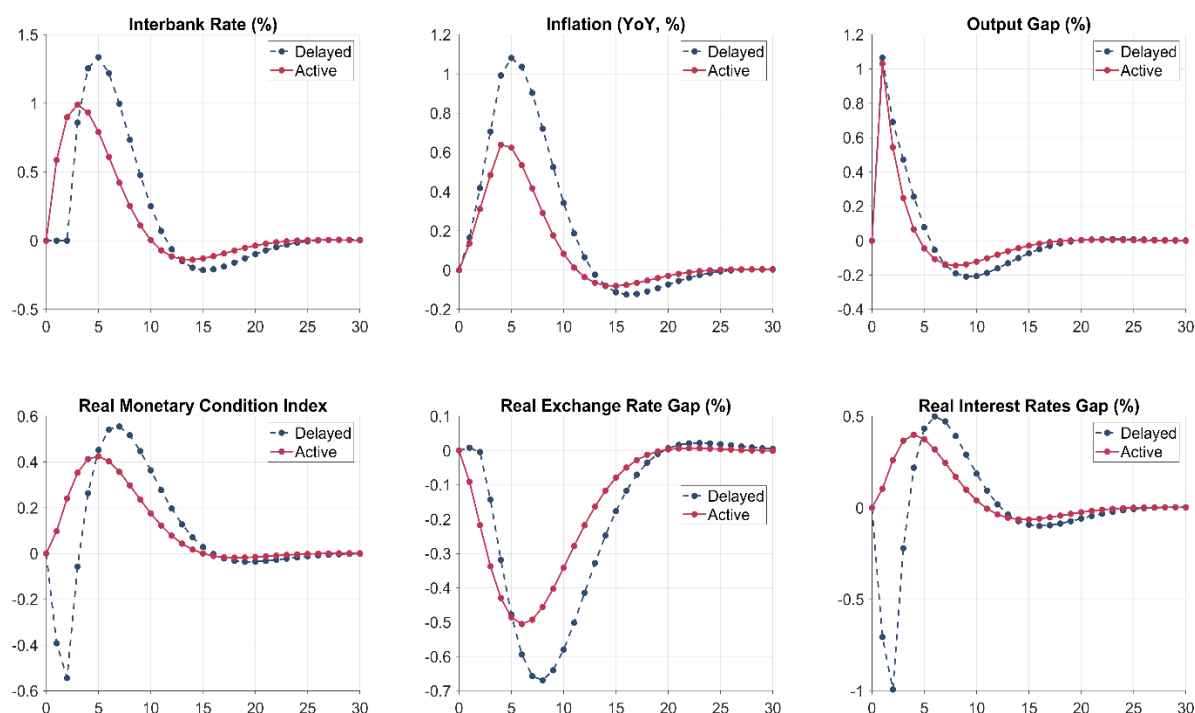 Interbank Rate (%)
1.5
1
0.5
0
-0.5
0 5 10 15 20 25 30
Delayed
Active
Inflation (YoY, %)
1.2
1
0.8
0.6
0.4
0.2
0
-0.2
0 5 10 15 20 25 30
Delayed
Active
Output Gap (%)
1.2
1
0.8
0.6
0.4
0.2
0
-0.2
-0.4
0 5 10 15 20 25 30
Delayed
Active
Real Monetary Condition Index
0.6
0.4
0.2
0
-0.2
-0.4
-0.6
0 5 10 15 20 25 30
Delayed
Active
Real Exchange Rate Gap (%)
0.1
0
-0.1
-0.2
-0.3
-0.4
-0.5
-0.6
-0.7
0 5 10 15 20 25 30
Delayed
Active
Real Interest Rates Gap (%)
0.5
0
-0.5
-1
0 5 10 15 20 25 30
Delayed
Active